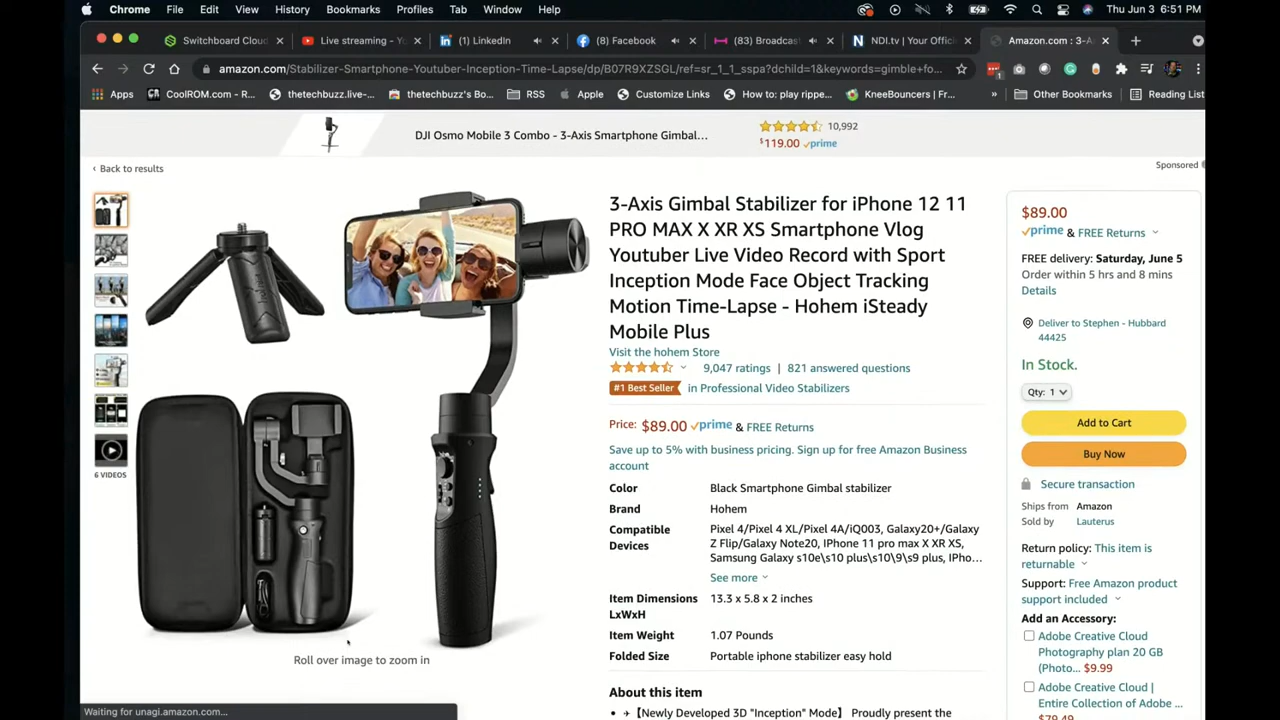 Chrome File Edit View History Bookmarks Profiles Tab Window Help Thu Jun 3 6:51 PM
Switchboard Clou Live streaming - Y (1) LinkedIn (8) Facebook (83) Broadcas NDI.tv | Your Offici Amazon.com : 3-A
amazon.com/Stabilizer-Smartphone-Youtuber-Inception-Time-Lapse/dp/B07R9XZSGL/ref=sr_1_1_sspa?dchild=1&keywords=gimble+fo...
Apps CoolROM.com - R... thetechbuzz.live-... thetechbuzz's Bo... RSS Apple Customize Links How to: play,pippe... KneeBouncers | Fr... » Other Bookmarks Reading List
DJI Osmo Mobile 3 Combo - 3-Axis Smartphone Gimbal...
10,992
$119.00 prime
‹ Back to results
Sponsored
6 VIDEOS
Roll over image to zoom in
3-Axis Gimbal Stabilizer for iPhone 12 11
PRO MAX X XR XS Smartphone Vlog
Youtuber Live Video Record with Sport
Inception Mode Face Object Tracking
Motion Time-Lapse - Hohem iSteady
Mobile Plus
Visit the hohem Store
9,047 ratings | 821 answered questions
#1 Best Seller in Professional Video Stabilizers
Price: $89.00 prime & FREE Returns
Save up to 5% with business pricing. Sign up for free Amazon Business
account
Color Black Smartphone Gimbal stabilizer
Brand Hohem
Compatible Devices Pixel 4/Pixel 4 XL/Pixel 4A/iQ003, Galaxy20+/Galaxy
Z Flip/Galaxy Note20, IPhone 11 pro max X XR XS,
Samsung Galaxy s10e\s10 plus\s10\9\s9 plus, IPho...
See more
Item Dimensions LxWxH 13.3 x 5.8 x 2 inches
Item Weight 1.07 Pounds
Folded Size Portable iphone stabilizer easy hold
About this item
• ✈【Newly Developed 3D "Inception" Mode】 Proudly present the
$89.00
prime & FREE Returns
FREE delivery: Saturday, June 5
Order within 5 hrs and 8 mins
Details
Deliver to Stephen - Hubbard
44425
In Stock.
Qty: 1
Add to Cart
Buy Now
Secure transaction
Ships from Amazon
Sold by Lauterus
Return policy: This item is
returnable
Support: Free Amazon product
support included
Add an Accessory:
Adobe Creative Cloud
Photography plan 20 GB
(Photo... $9.99
Adobe Creative Cloud |
Entire Collection of Adobe ...
$79.49
Waiting for unagi.amazon.com...